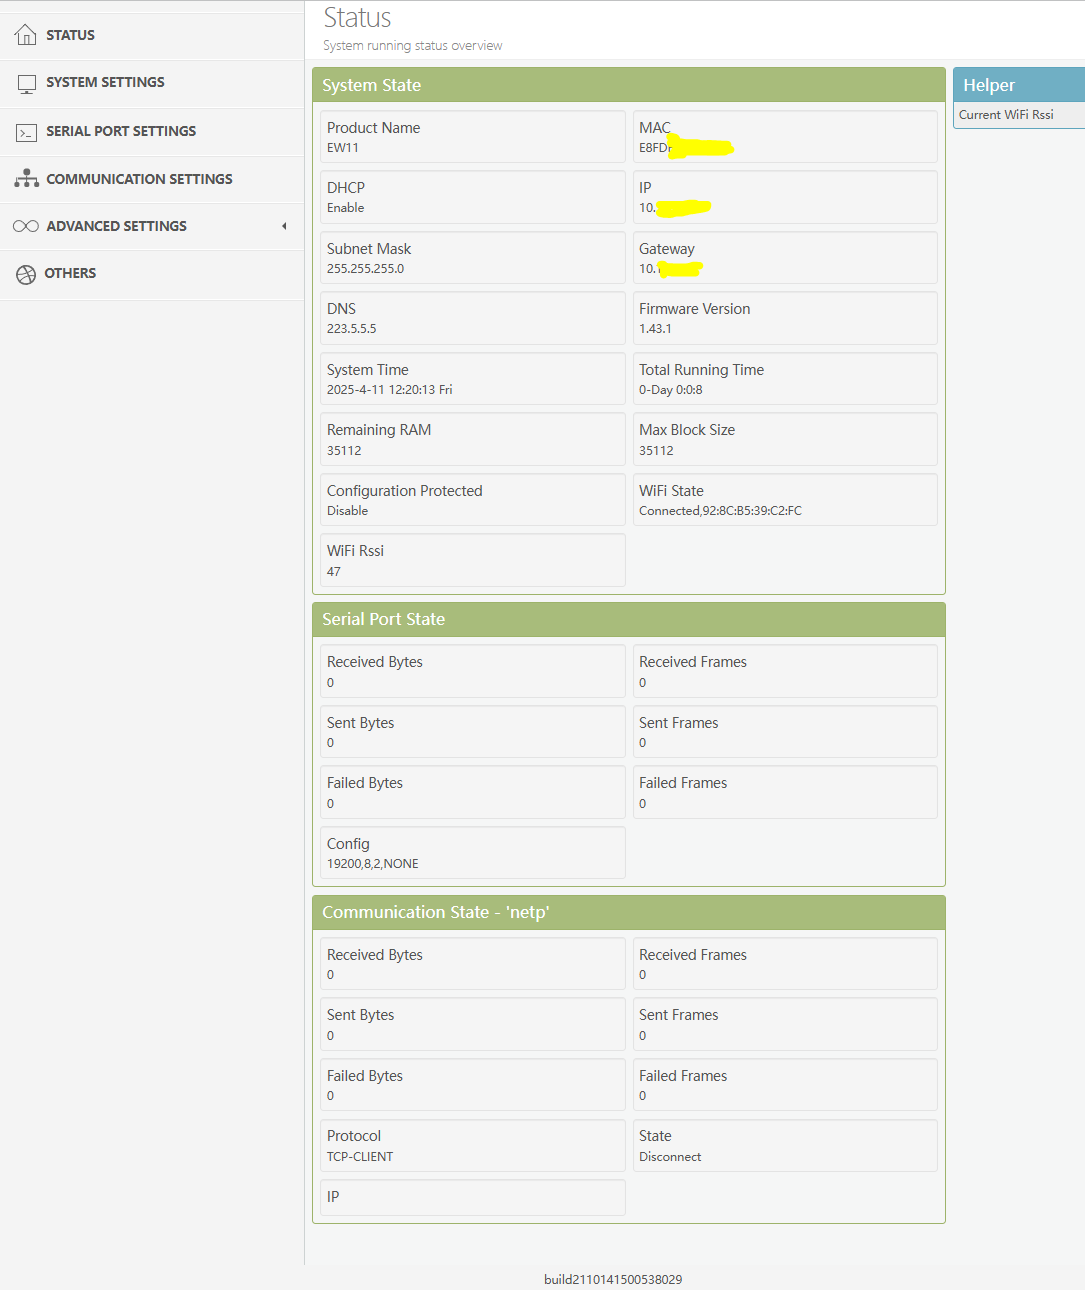 STATUS
SYSTEM SETTINGS
SERIAL PORT SETTINGS
COMMUNICATION SETTINGS
ADVANCED SETTINGS
OTHERS
Status
System running status overview
System State
Product Name
EW11
MAC
E8FD
DHCP
Enable
IP
10.
Subnet Mask
255.255.255.0
Gateway
10.
DNS
223.5.5.5
Firmware Version
1.43.1
System Time
2025-4-11 12:20:13 Fri
Total Running Time
0-Day 0:0:8
Remaining RAM
35112
Max Block Size
35112
Configuration Protected
Disable
WiFi State
Connected,92:8C:B5:39:C2:FC
WiFi Rssi
47
Serial Port State
Received Bytes
0
Received Frames
0
Sent Bytes
0
Sent Frames
0
Failed Bytes
0
Failed Frames
0
Config
19200,8,2,NONE
Communication State - 'netp'
Received Bytes
0
Received Frames
0
Sent Bytes
0
Sent Frames
0
Failed Bytes
0
Failed Frames
0
Protocol
TCP-CLIENT
State
Disconnect
IP
Helper
Current WiFi Rssi
build2110141500538029